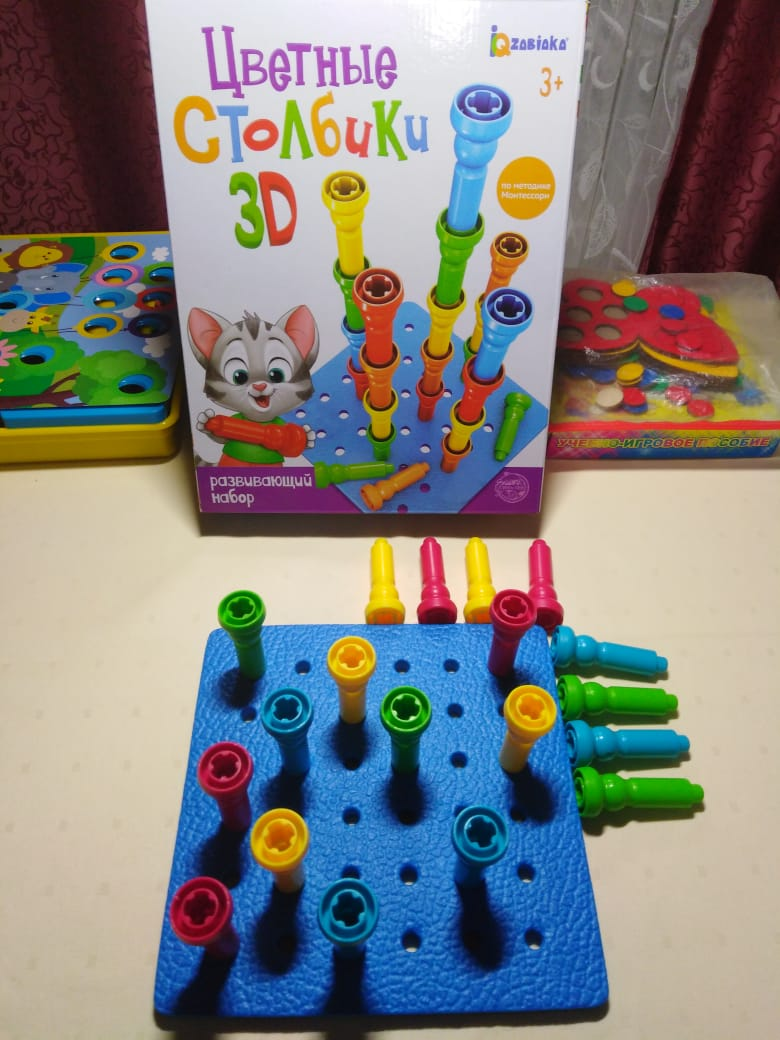 Цветные
Столбики
3D
iQ ZABIAKA
3+
по методике
Монтессори
развивающий
набор
УЧЕБНО-ИГРОВОЕ ПОСОБИЕ